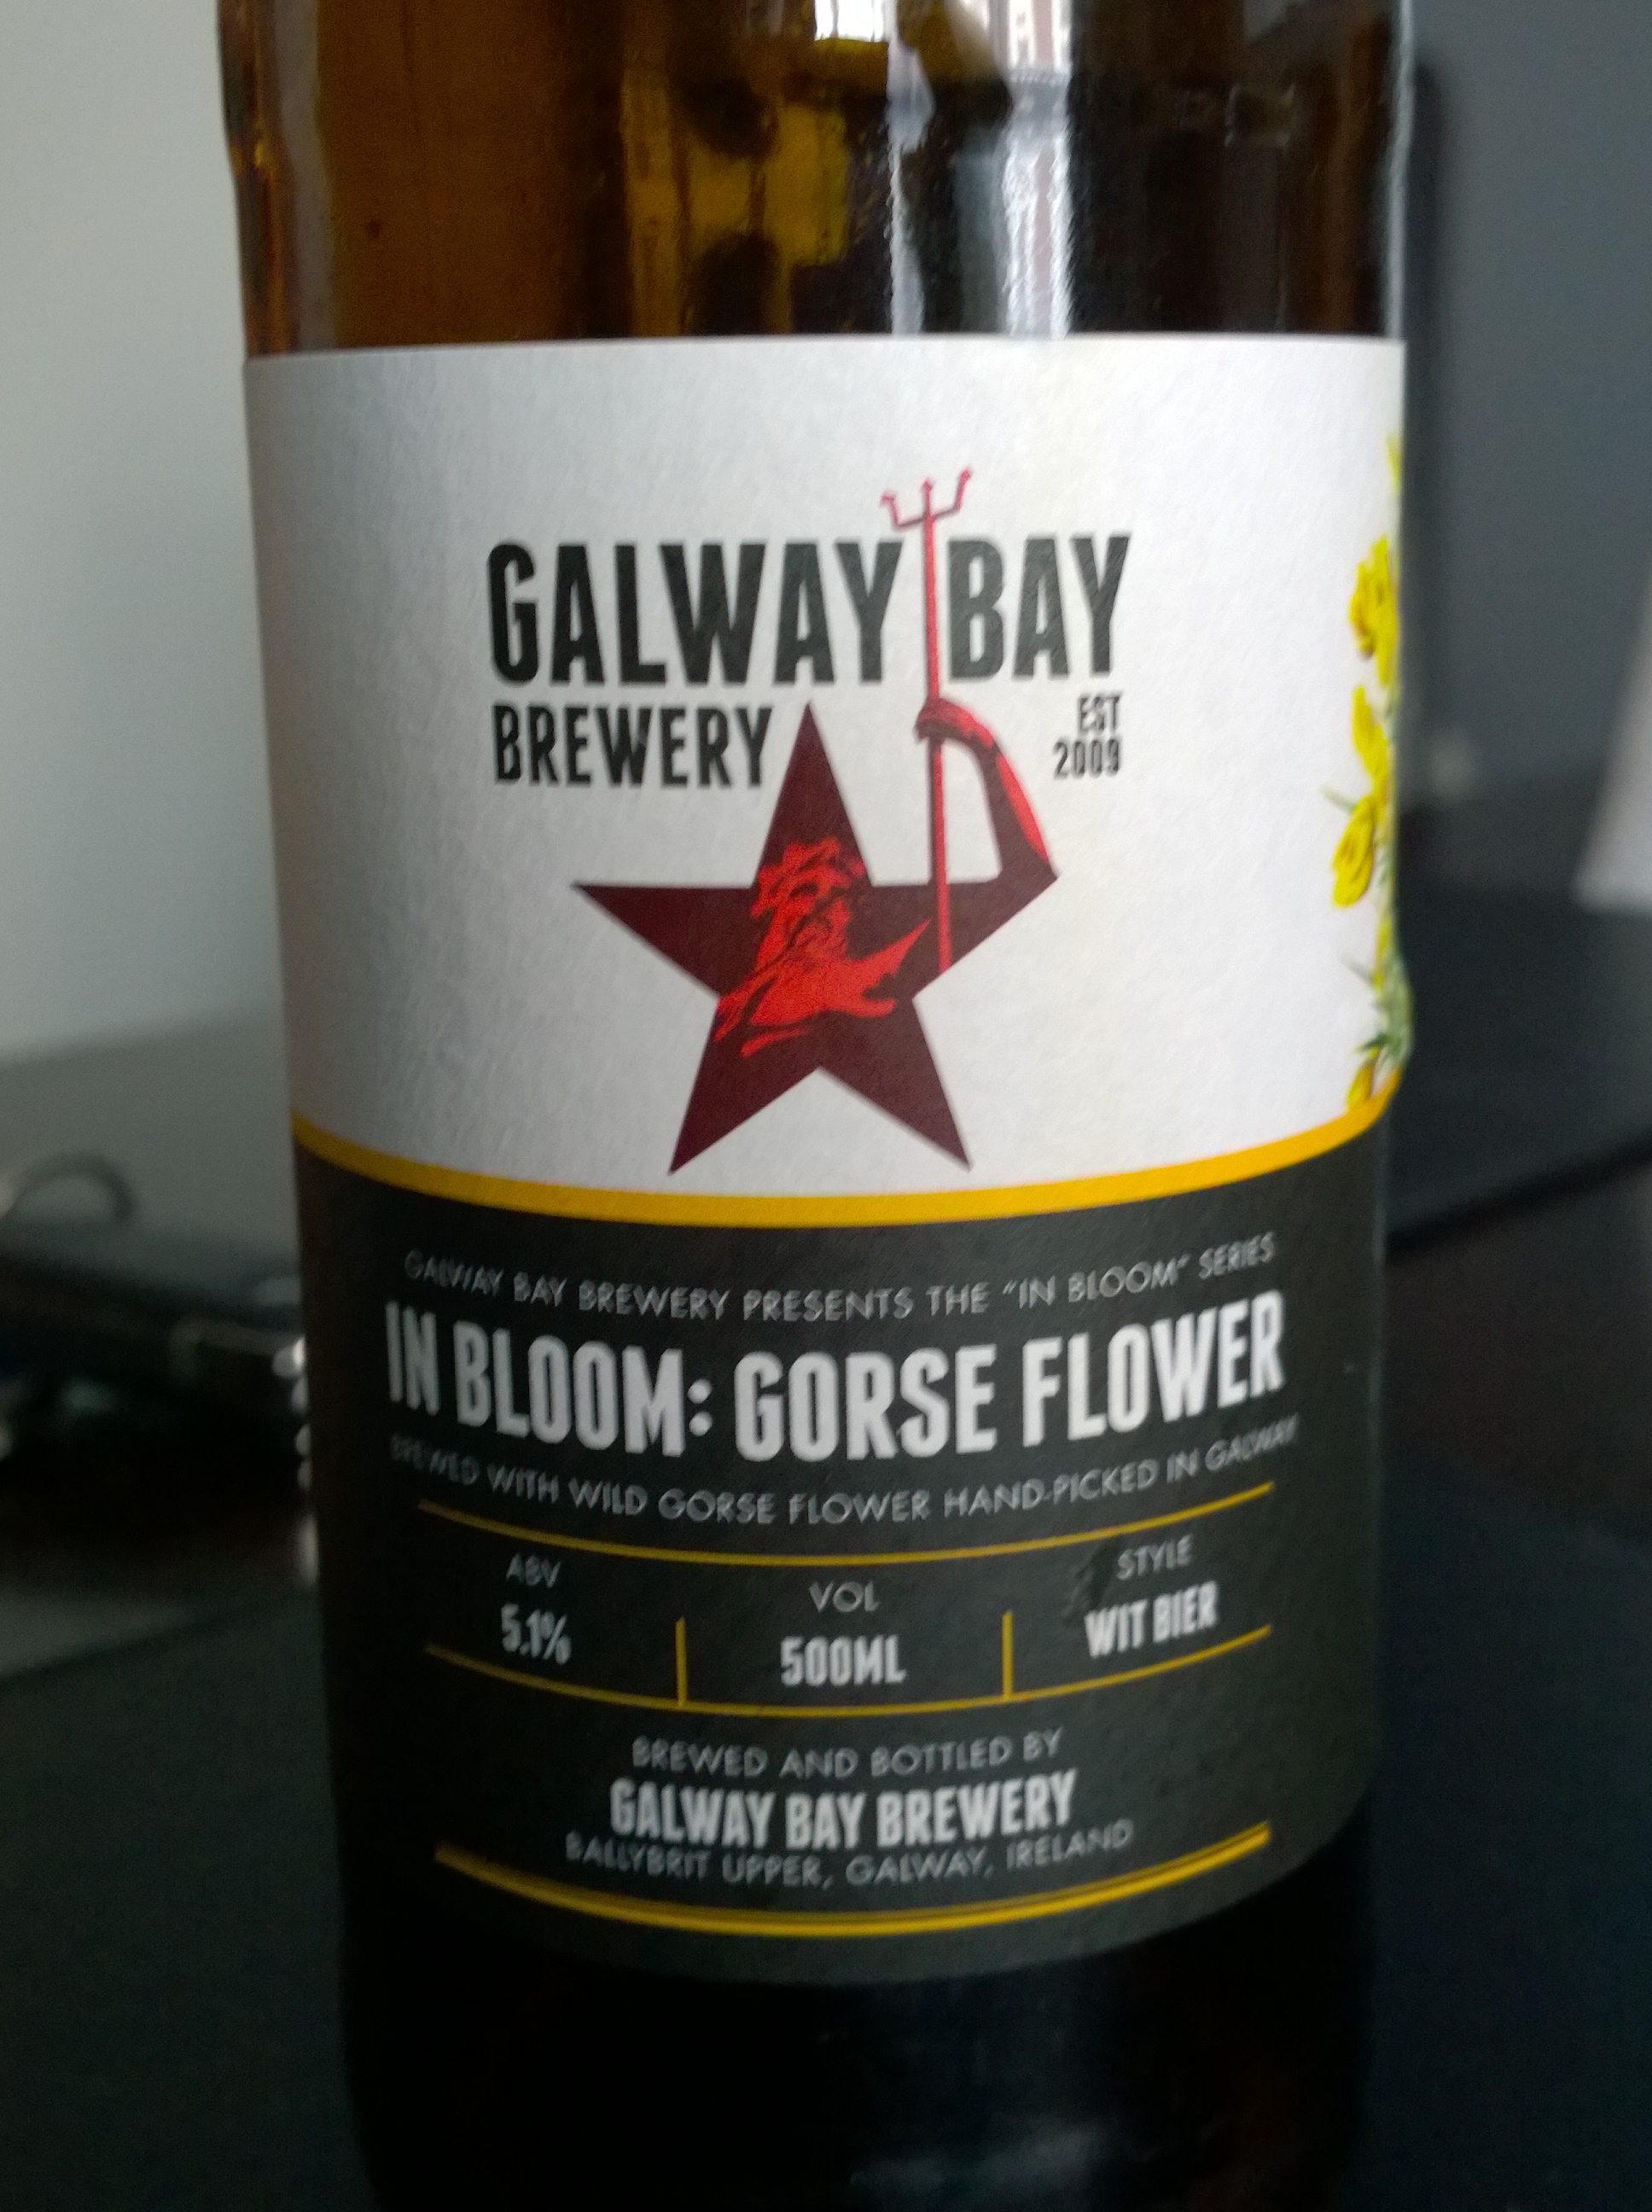 GALWAY BAY
BREWERY
EST
2009
GALWAY BAY BREWERY PRESENTS THE "IN BLOOM" SERIES
IN BLOOM: GORSE FLOWER
BREWED WITH WILD GORSE FLOWER HAND-PICKED IN GALWAY
ABV
5.1%
VOL
500ML
STYLE
WIT BIER
BREWED AND BOTTLED BY
GALWAY BAY BREWERY
BALLYBRIT UPPER, GALWAY, IRELAND